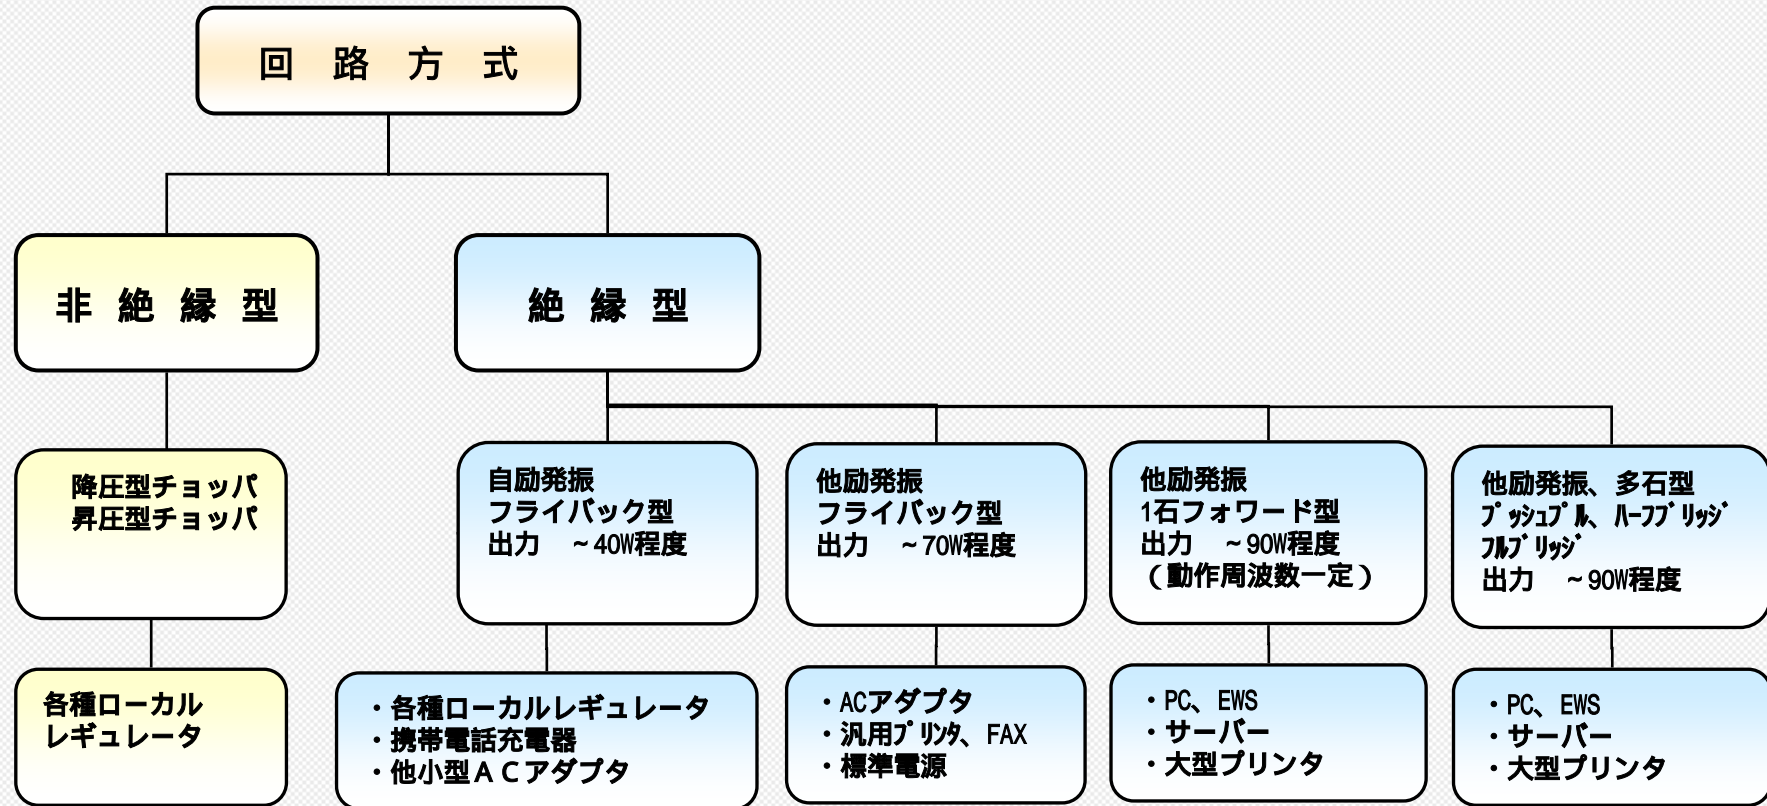 回 路 方 式
非 絶 縁 型
絶 縁 型
降圧型チョッパ
昇圧型チョッパ
自励発振
フライバック型
出力　~40W程度
他励発振
フライバック型
出力　~70W程度
他励発振
1石フォワード型
出力　~90W程度
(動作周波数一定)
他励発振、多石型
プッシュプル、ハーフブリッジ
フルブリッジ
出力　~90W程度
各種ローカル
レギュレータ
・各種ローカルレギュレータ
・携帯電話充電器
・他小型ACアダプタ
・ACアダプタ
・汎用プリンタ、FAX
・標準電源
・PC、EWS
・サーバー
・大型プリンタ
・PC、EWS
・サーバー
・大型プリンタ